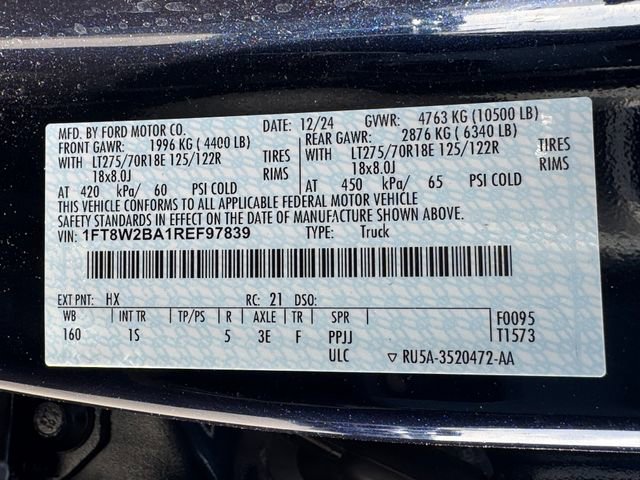 MFD. BY FORD MOTOR CO. DATE: 12/24 GVWR: 4763 KG (10500 LB)
FRONT GAWR: 1996 KG ( 4400 LB) REAR GAWR: 2876 KG ( 6340 LB)
WITH LT275/70R18E 125/122R TIRES WITH LT275/70R18E 125/122R TIRES
18x8.0J RIMS 18x8.0J RIMS
AT 420 kPa/ 60 PSI COLD AT 450 kPa/ 65 PSI COLD
THIS VEHICLE CONFORMS TO ALL APPLICABLE FEDERAL MOTOR VEHICLE
SAFETY STANDARDS IN EFFECT ON THE DATE OF MANUFACTURE SHOWN ABOVE.
VIN: 1FT8W2BA1REF97839 TYPE: Truck
EXT PNT: HX RC: 21 DSO:
WB INT TR TP/PS R AXLE TR SPR F0095
160 1S 5 3E F PPJJ T1573
ULC ▽ RU5A-3520472-AA